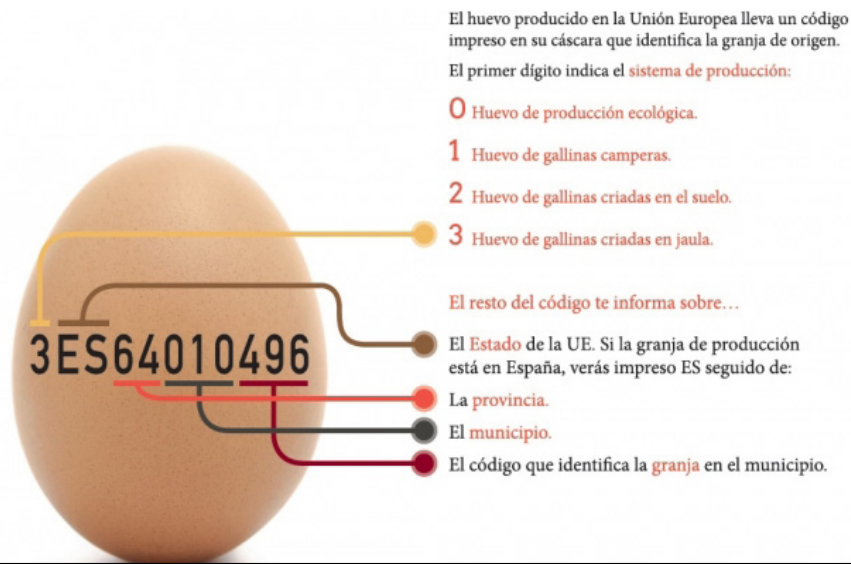 El huevo producido en la Unión Europea lleva un código
impreso en su cáscara que identifica la granja de origen.
El primer dígito indica el sistema de producción:
0 Huevo de producción ecológica.
1 Huevo de gallinas camperas.
2 Huevo de gallinas criadas en el suelo.
3 Huevo de gallinas criadas en jaula.
El resto del código te informa sobre...
3ES64010496
El Estado de la UE. Si la granja de producción
está en España, verás impreso ES seguido de:
La provincia.
El municipio.
El código que identifica la granja en el municipio.